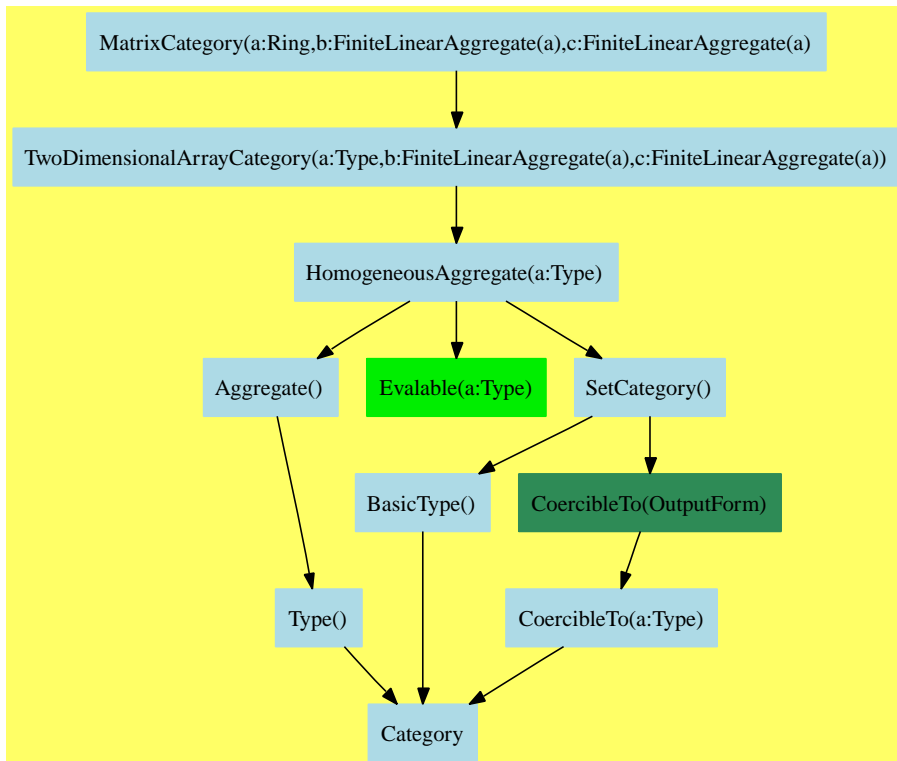 MatrixCategory(a:Ring,b:FiniteLinearAggregate(a),c:FiniteLinearAggregate(a)
TwoDimensionalArrayCategory(a:Type,b:FiniteLinearAggregate(a),c:FiniteLinearAggregate(a))
HomogeneousAggregate(a:Type)
Aggregate()
Evalable(a:Type)
SetCategory()
BasicType()
CoercibleTo(OutputForm)
Type()
CoercibleTo(a:Type)
Category